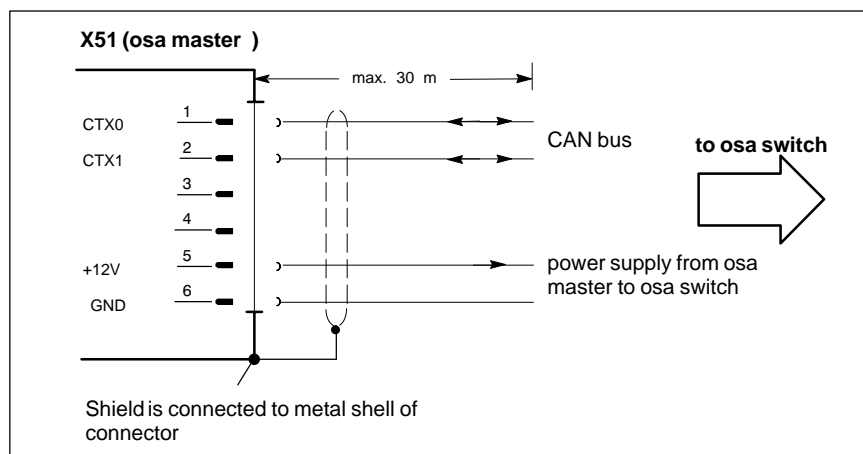 X51 (osa master )
max. 30 m
CTX0 1
CTX1 2
3
4
+12V 5
GND 6
CAN bus
to osa switch
power supply from osa
master to osa switch
Shield is connected to metal shell of
connector